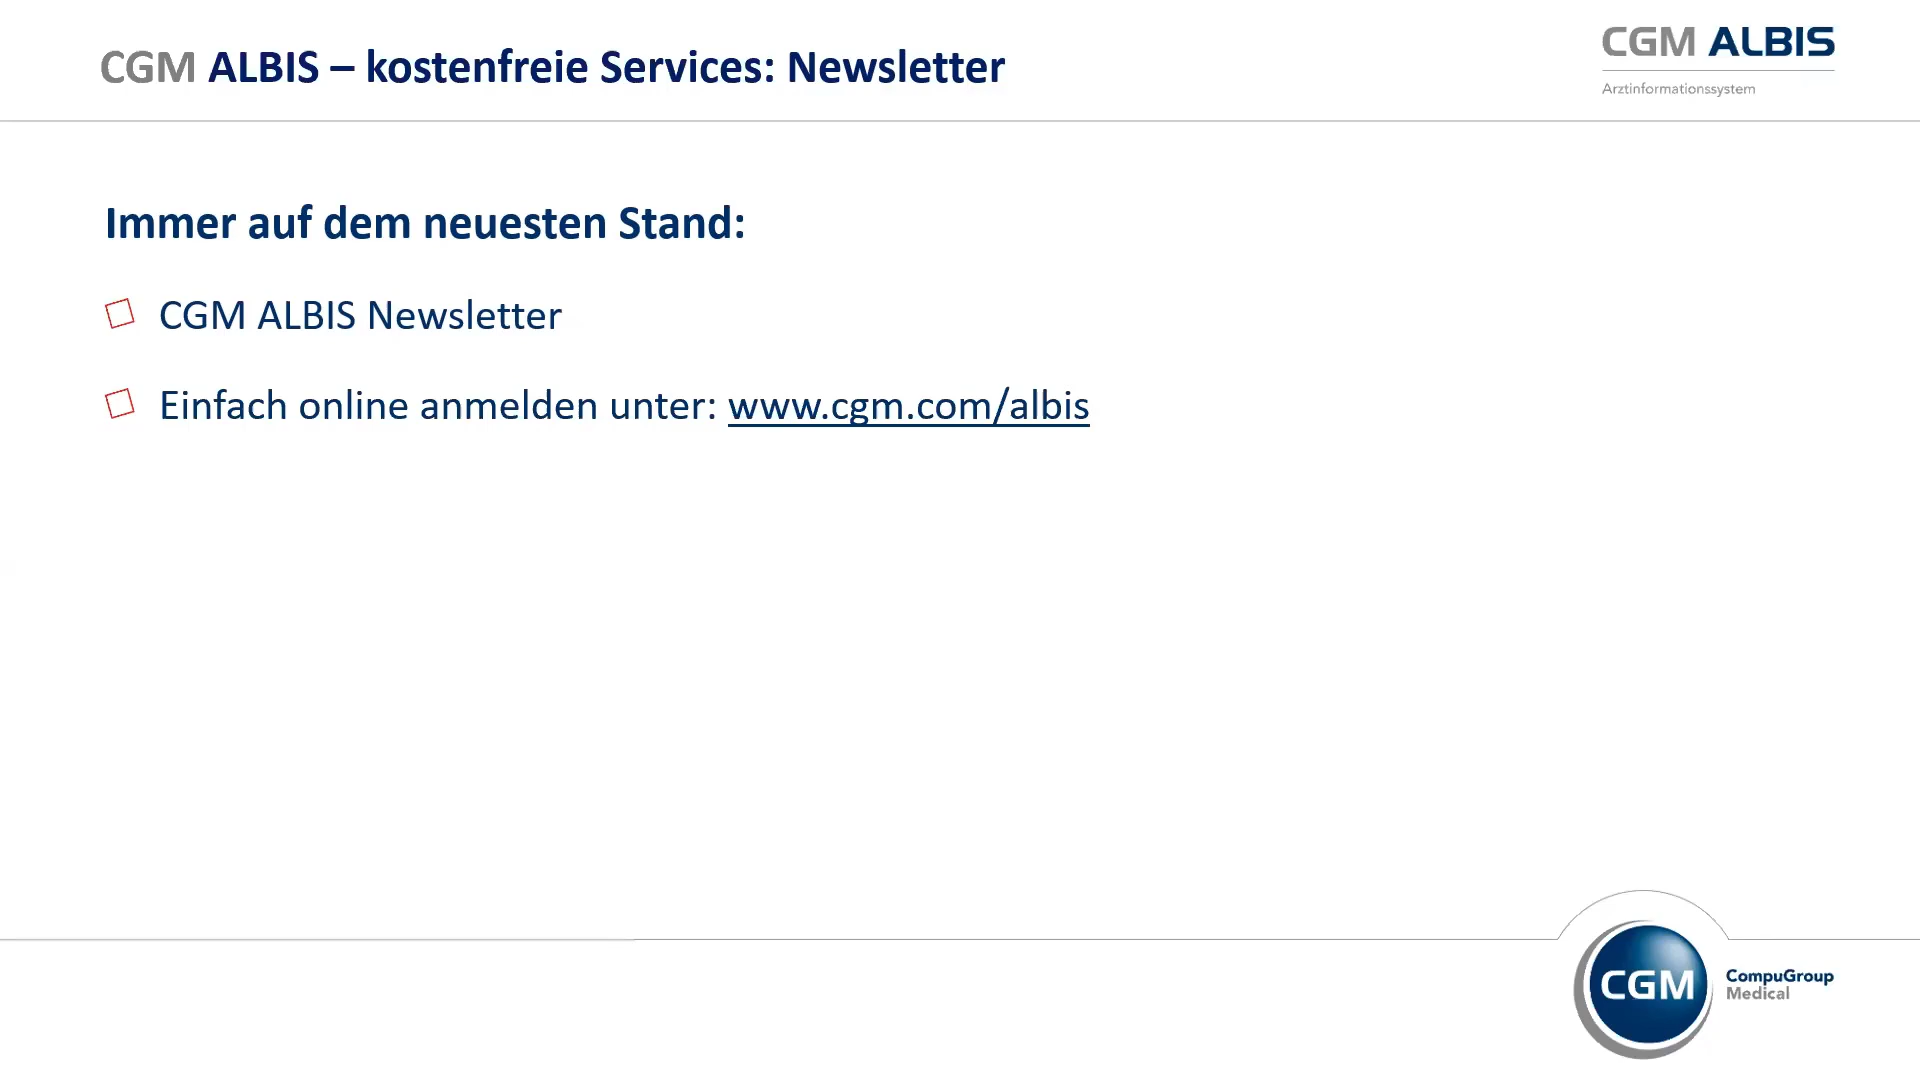 CGM ALBIS – kostenfreie Services: Newsletter
CGM ALBIS
Arztinformationssystem
Immer auf dem neuesten Stand:
CGM ALBIS Newsletter
Einfach online anmelden unter: www.cgm.com/albis
CGM
CompuGroup
Medical